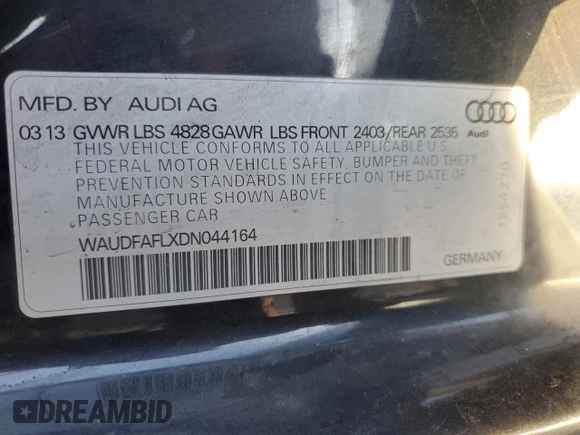 MFD. BY AUDI AG
03 13 GVWR LBS 4828 GAWR LBS FRONT 2403/REAR 2535
Audi
THIS VEHICLE CONFORMS TO ALL APPLICABLE U.S
FEDERAL MOTOR VEHICLE SAFETY, BUMPER AND THEFT
PREVENTION STANDARDS IN EFFECT ON THE DATE OF
MANUFACTURE SHOWN ABOVE
PASSENGER CAR
WAUDFAFLXDN044164
1264270
GERMANY
DREAMBID